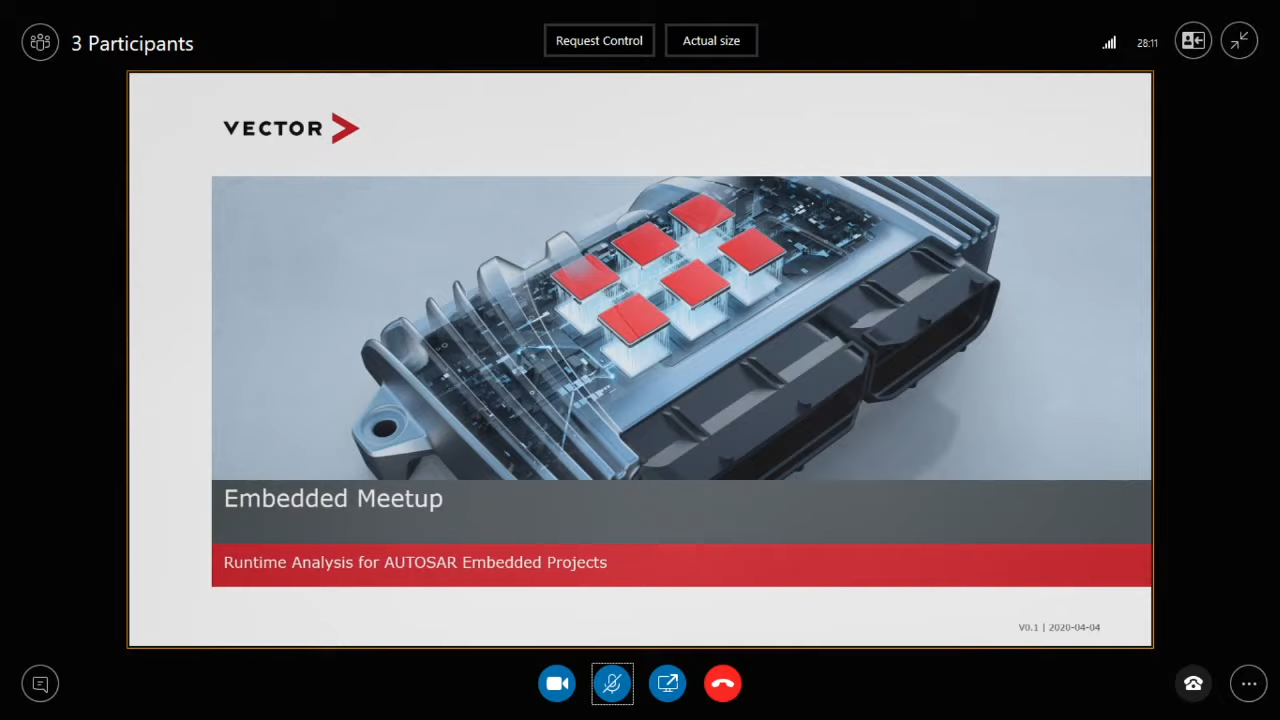 3 Participants
Request Control
Actual size
28:11
VECTOR
Embedded Meetup
Runtime Analysis for AUTOSAR Embedded Projects
V0.1 | 2020-04-04